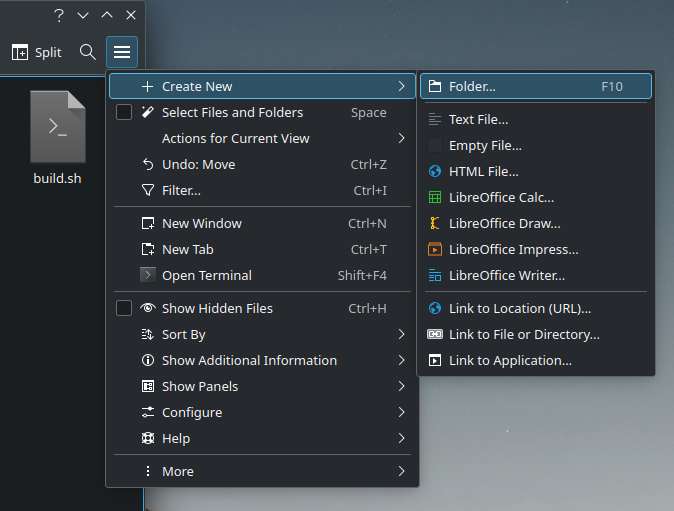 Split
build.sh
Create New
Select Files and Folders Space
Actions for Current View
Undo: Move Ctrl+Z
Filter... Ctrl+I
New Window Ctrl+N
New Tab Ctrl+T
Open Terminal Shift+F4
Show Hidden Files Ctrl+H
Sort By
Show Additional Information
Show Panels
Configure
Help
More
Folder... F10
Text File...
Empty File...
HTML File...
LibreOffice Calc...
LibreOffice Draw...
LibreOffice Impress...
LibreOffice Writer...
Link to Location (URL)...
Link to File or Directory...
Link to Application...